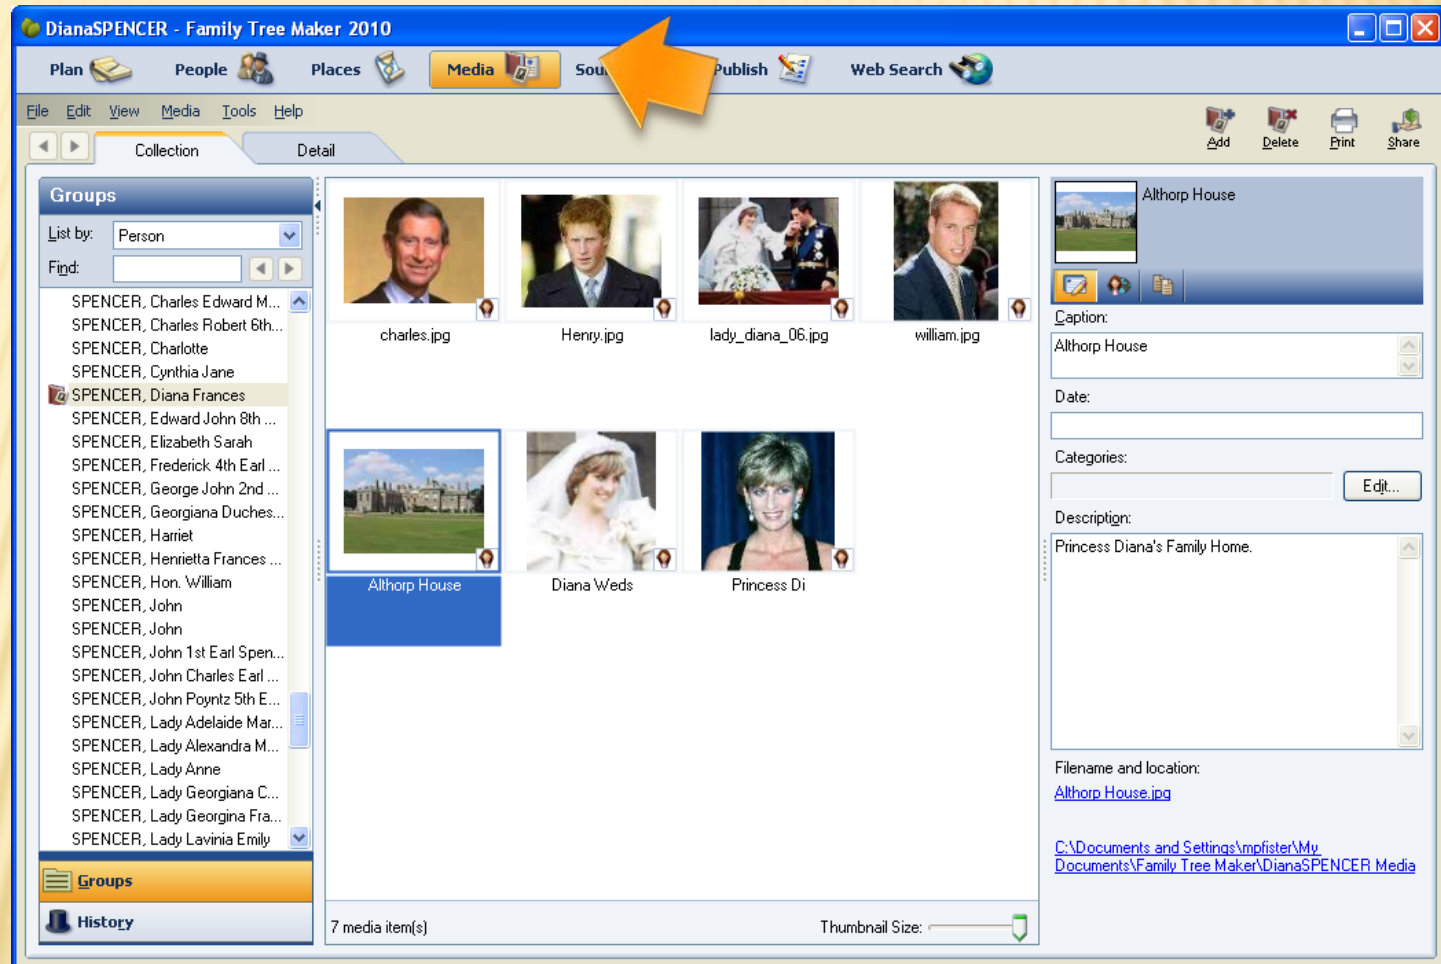 DianaSPENCER - Family Tree Maker 2010
Plan People Places Media Sou Publish Web Search
File Edit View Media Tools Help
Add Delete Print Share
Collection Detail
Groups
List by: Person
Find:
SPENCER, Charles Edward M...
SPENCER, Charles Robert 6th...
SPENCER, Charlotte
SPENCER, Cynthia Jane
SPENCER, Diana Frances
SPENCER, Edward John 8th ...
SPENCER, Elizabeth Sarah
SPENCER, Frederick 4th Earl ...
SPENCER, George John 2nd ...
SPENCER, Georgiana Duches...
SPENCER, Harriet
SPENCER, Henrietta Frances ...
SPENCER, Hon. William
SPENCER, John
SPENCER, John
SPENCER, John 1st Earl Spen...
SPENCER, John Charles Earl ...
SPENCER, John Poyntz 5th E...
SPENCER, Lady Adelaide Mar...
SPENCER, Lady Alexandra M...
SPENCER, Lady Anne
SPENCER, Lady Georgiana C...
SPENCER, Lady Georgina Fra...
SPENCER, Lady Lavinia Emily
Groups
History
charles.jpg Henry.jpg lady_diana_06.jpg william.jpg
Althorp House Diana Weds Princess Di
7 media item(s) Thumbnail Size:
Althorp House
Caption:
Althorp House
Date:
Categories:
Edit...
Description:
Princess Diana's Family Home.
Filename and location:
Althorp House.jpg
C:\Documents and Settings\mpfister\My
Documents\Family Tree Maker\DianaSPENCER Media